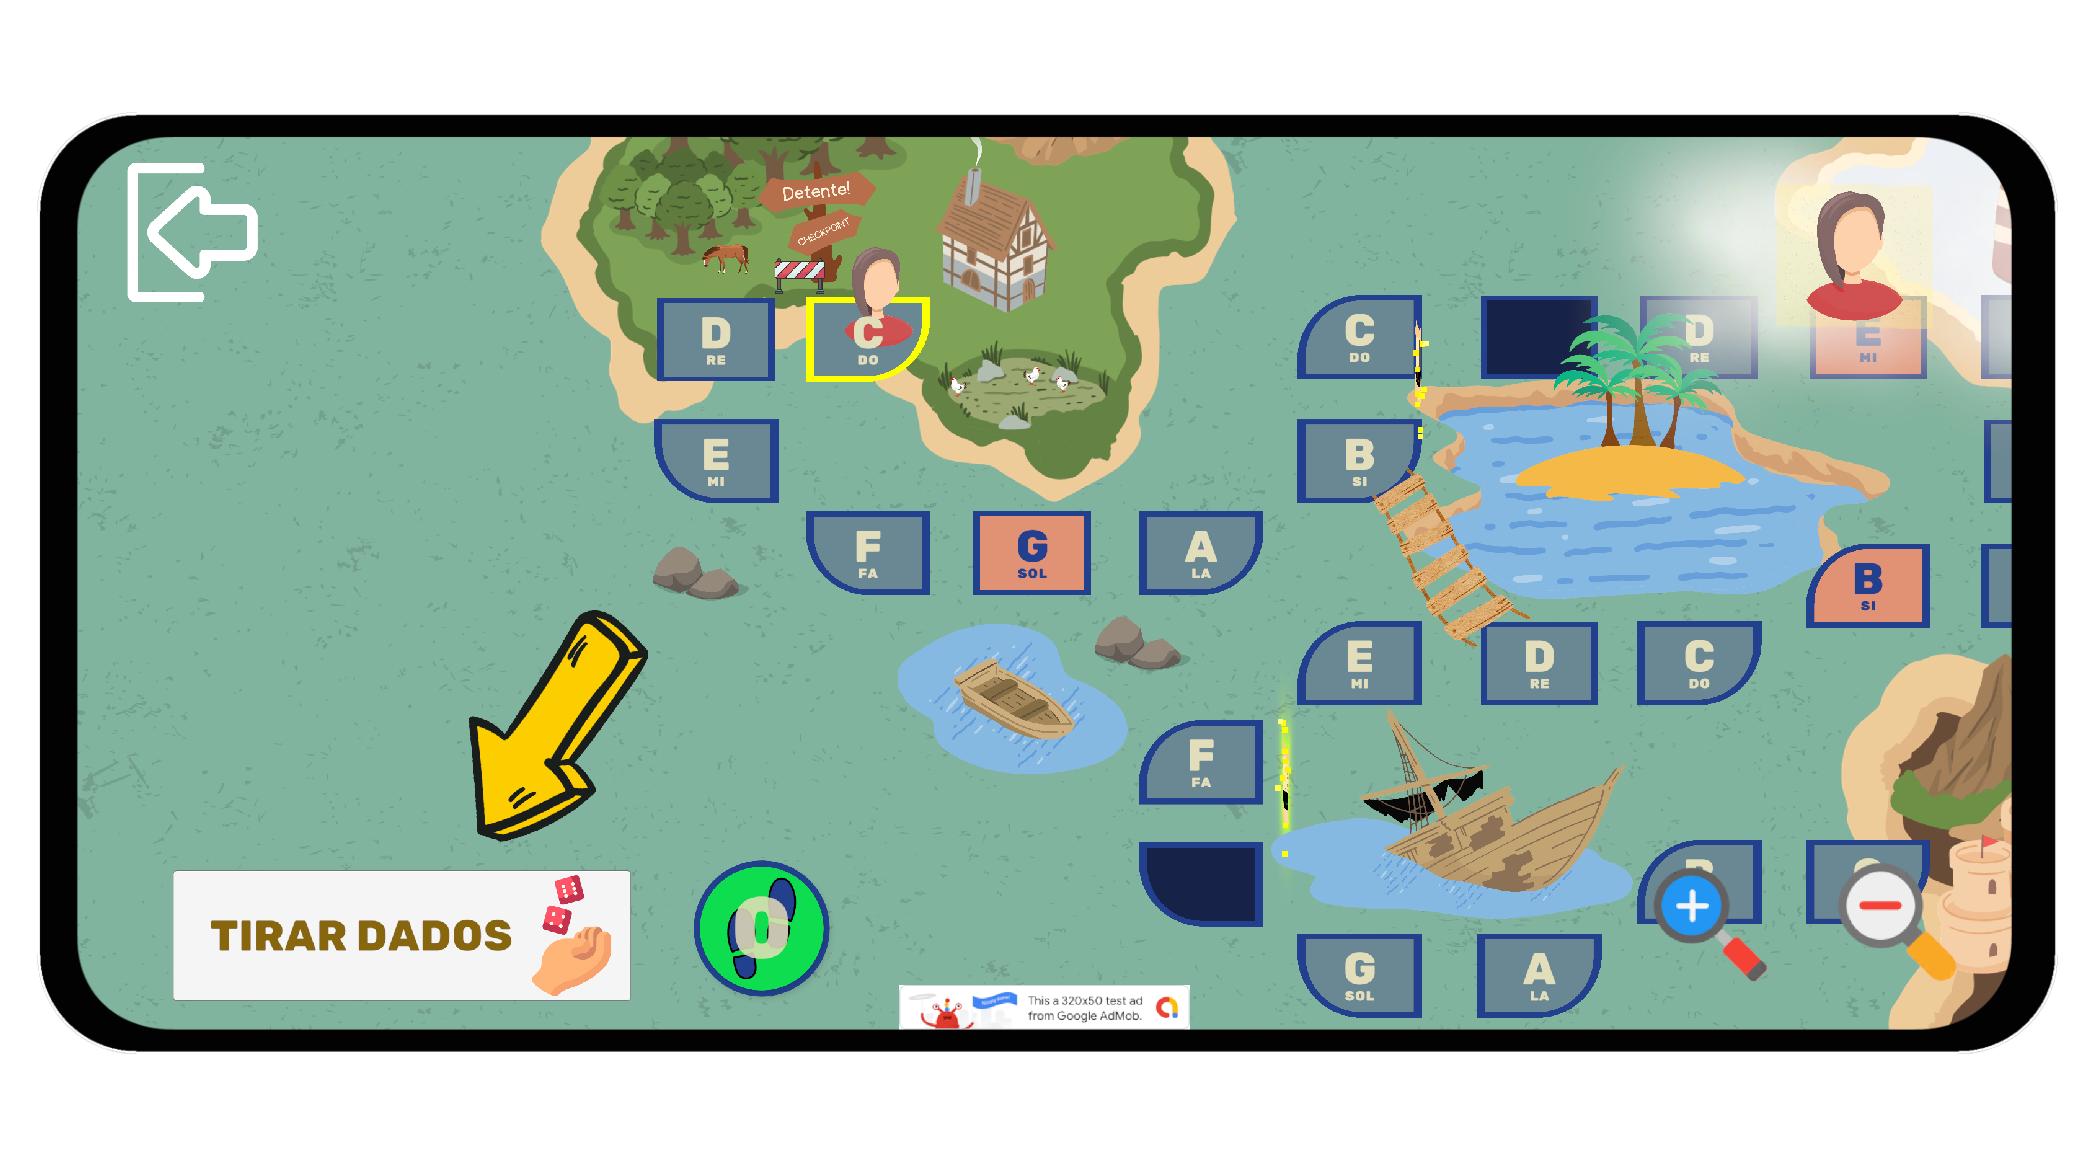 Detente!
CHECKPOINT
D
RE
C
DO
C
DO
D
RE
E
MI
E
MI
B
SI
F
FA
G
SOL
A
LA
B
SI
E
MI
D
RE
C
DO
F
FA
TIRAR DADOS
0
G
SOL
A
LA
This a 320x50 test ad
from Google AdMob.